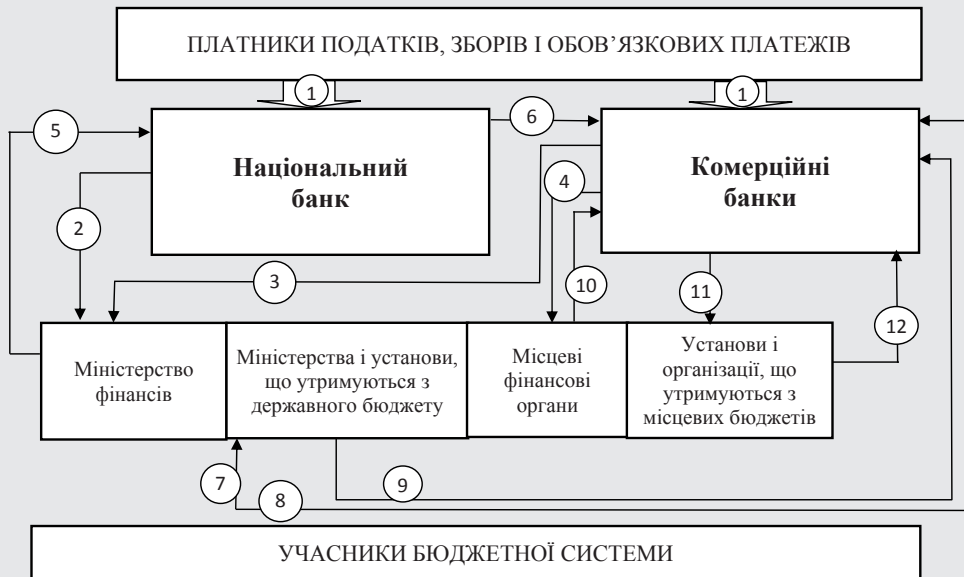 ПЛАТНИКИ ПОДАТКІВ, ЗБОРІВ І ОБОВ’ЯЗКОВИХ ПЛАТЕЖІВ
1
1
5
6
Національний
банк
Комерційні
банки
4
2
3
10
11
12
Міністерство
фінансів
Міністерства і установи,
що утримуються з
державного бюджету
Місцеві
фінансові
органи
Установи і
організації, що
утримуються з
місцевих бюджетів
7
8
9
УЧАСНИКИ БЮДЖЕТНОЇ СИСТЕМИ